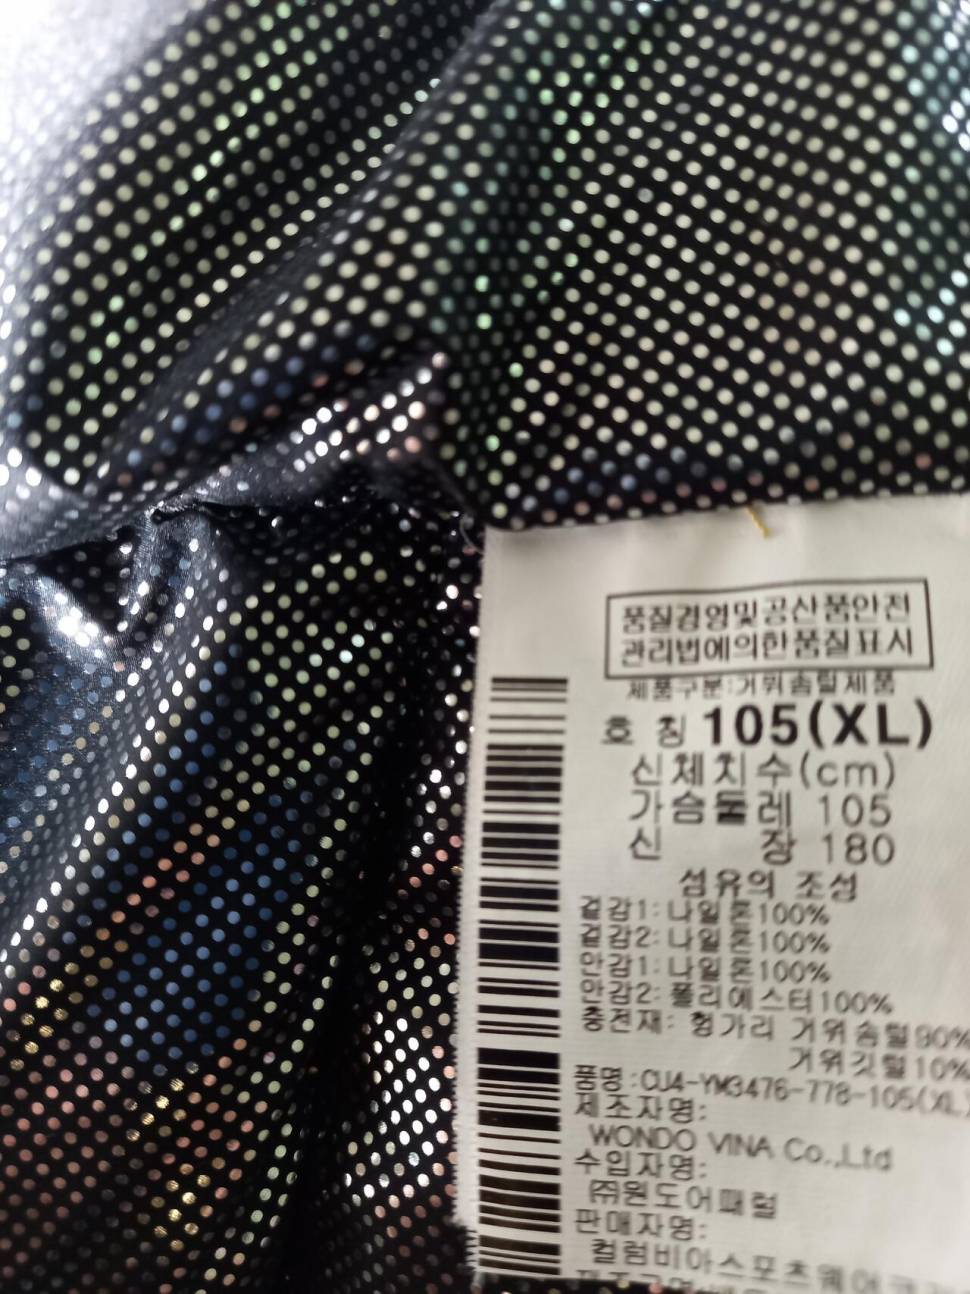 품질경영및공산품안전
관리법에의한품질표시
제품구분:거위솜털제품
호 칭 105(XL)
신체치수(cm)
가슴둘레 105
신 장 180
섬유의 조성
겉감1: 나일론100%
겉감2: 나일론100%
안감1: 나일론100%
안감2: 폴리에스터100%
충전재: 헝가리 거위솜털90%
거위깃털10%
품명:CU4-YM3476-778-105(XL)
제조자명:
WONDO VINA Co.,Ltd
수입자명:
㈜원도어패럴
판매자명:
컬럼비아스포츠웨어